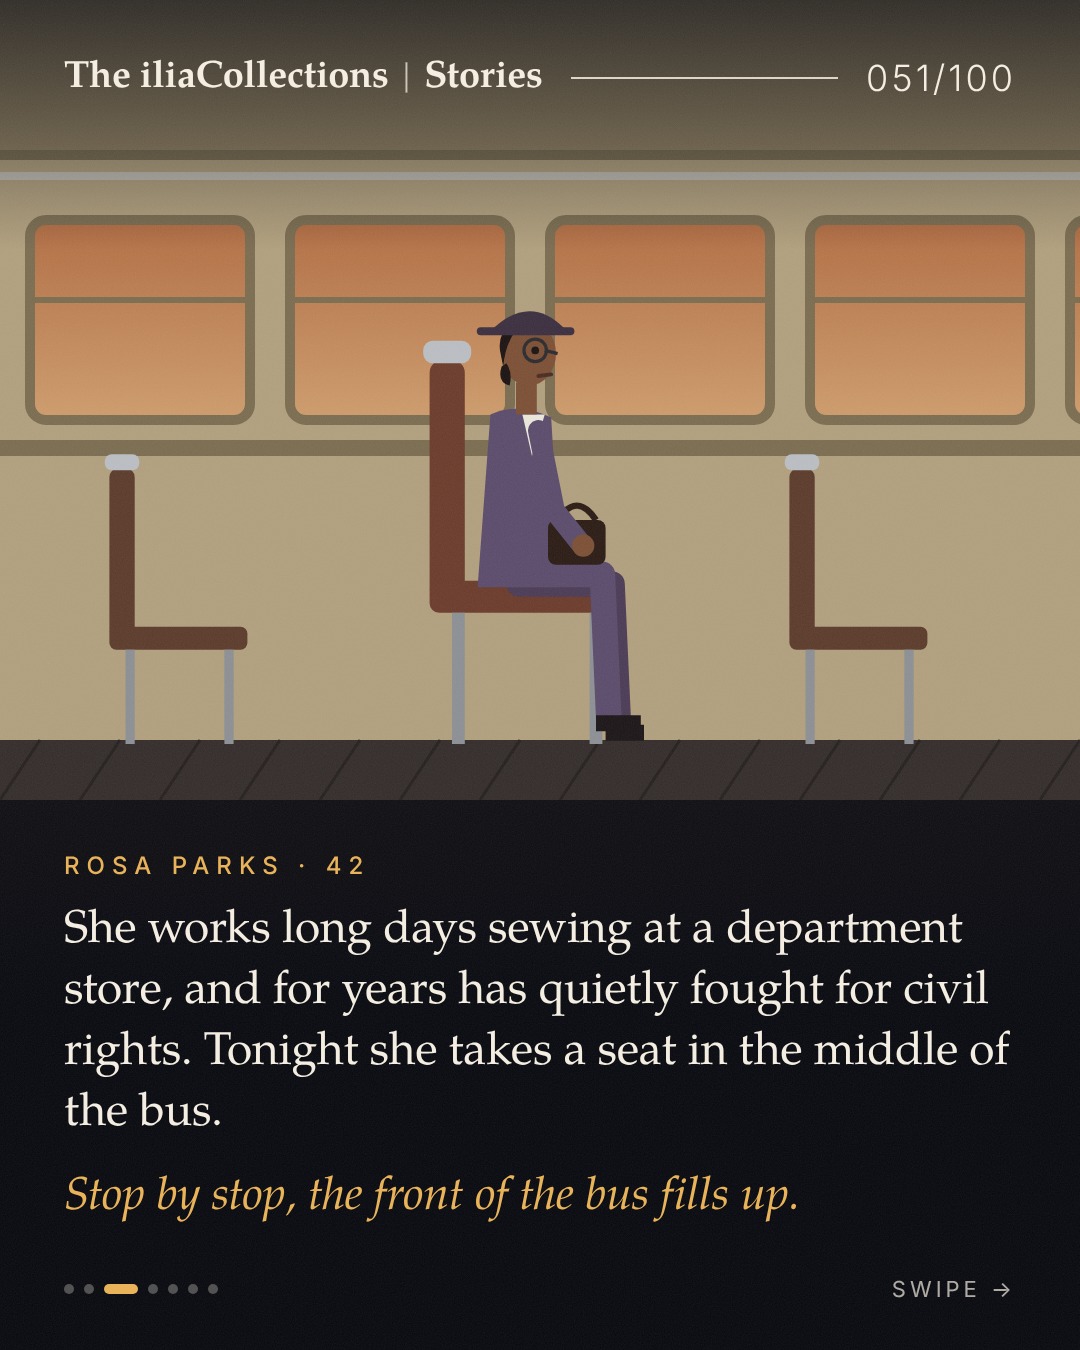 The iliaCollections | Stories 051/100
ROSA PARKS · 42
She works long days sewing at a department
store, and for years has quietly fought for civil
rights. Tonight she takes a seat in the middle of
the bus.
Stop by stop, the front of the bus fills up.
SWIPE →